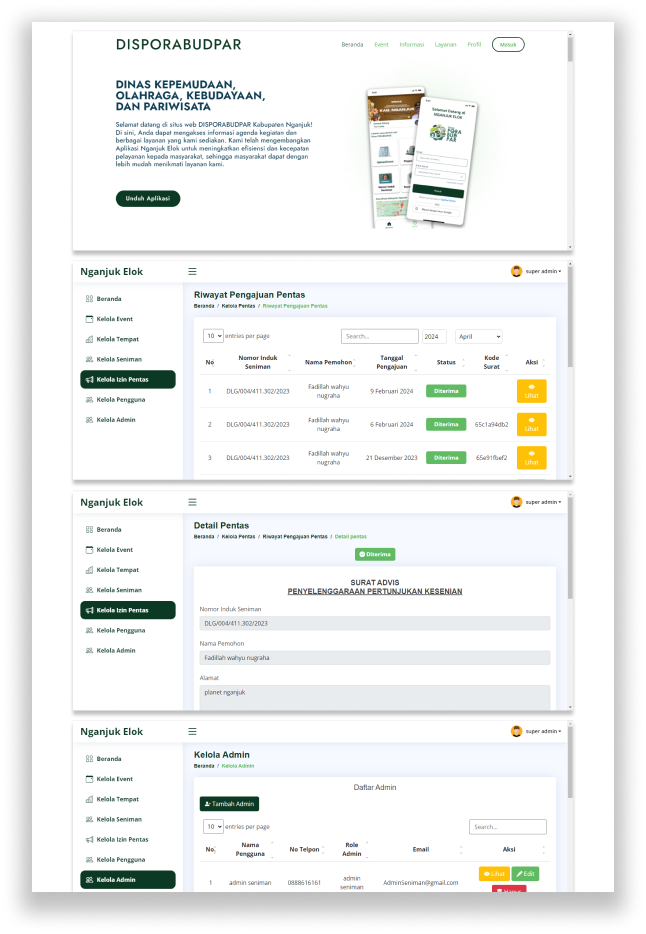 DISPORABUDPAR
Beranda Event Informasi Layanan Profil Masuk
DINAS KEPEMUDAAN,
OLAHRAGA, KEBUDAYAAN,
DAN PARIWISATA
Selamat datang di situs web DISPORABUDPAR Kabupaten Nganjuk!
Di sini, Anda dapat mengakses informasi agenda kegiatan dan
berbagai layanan yang kami sediakan. Kami telah mengembangkan
Aplikasi Nganjuk Elok untuk meningkatkan efisiensi dan kecepatan
pelayanan kepada masyarakat, sehingga masyarakat dapat dengan
lebih mudah menikmati layanan kami.
Unduh Aplikasi
KAB. NGANJUK
Selamat Datang di
NGANJUK ELOK
Nganjuk Elok
super admin
Beranda
Kelola Event
Kelola Tempat
Kelola Seniman
Kelola Izin Pentas
Kelola Pengguna
Kelola Admin
Riwayat Pengajuan Pentas
Beranda / Kelola Pentas / Riwayat Pengajuan Pentas
10 entries per page Search... 2024 April
No Nomor Induk Seniman Nama Pemohon Tanggal Pengajuan Status Kode Surat Aksi
1 DLG/004/411.302/2023 Fadillah wahyu nugraha 9 Februari 2024 Diterima Lihat
2 DLG/004/411.302/2023 Fadillah wahyu nugraha 6 Februari 2024 Diterima 65c1a94db2 Lihat
3 DLG/004/411.302/2023 Fadillah wahyu nugraha 21 Desember 2023 Diterima 65e91fbef2 Lihat
Nganjuk Elok
super admin
Beranda
Kelola Event
Kelola Tempat
Kelola Seniman
Kelola Izin Pentas
Kelola Pengguna
Kelola Admin
Detail Pentas
Beranda / Kelola Pentas / Riwayat Pengajuan Pentas / Detail pentas
Diterima
SURAT ADVIS
PENYELENGGARAAN PERTUNJUKAN KESENIAN
Nomor Induk Seniman
DLG/004/411.302/2023
Nama Pemohon
Fadillah wahyu nugraha
Alamat
planet nganjuk
Nganjuk Elok
super admin
Beranda
Kelola Event
Kelola Tempat
Kelola Seniman
Kelola Izin Pentas
Kelola Pengguna
Kelola Admin
Kelola Admin
Beranda / Kelola Admin
Daftar Admin
Tambah Admin
10 entries per page Search...
No. Nama Pengguna No Telpon Role Admin Email Aksi
1 admin seniman 0888616161 admin seniman AdminSeniman@gmail.com Lihat Edit